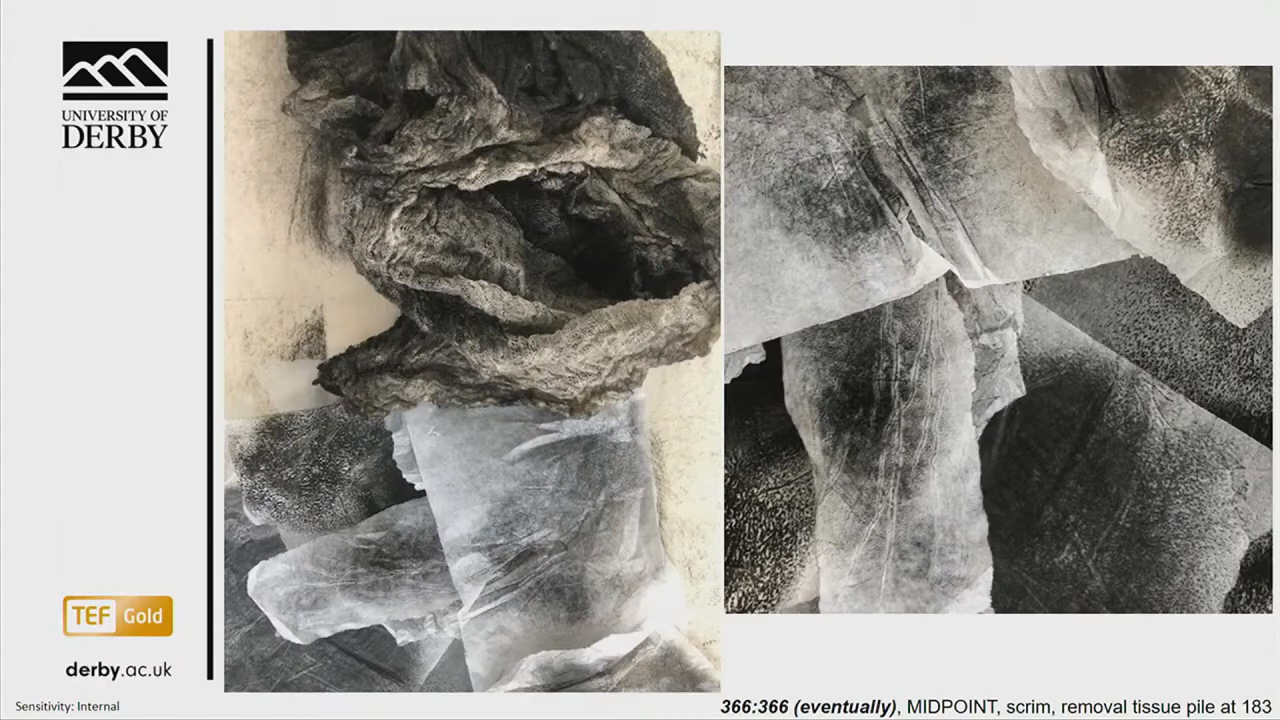 UNIVERSITY OF
DERBY
TEF Gold
derby.ac.uk
Sensitivity: Internal
366:366 (eventually), MIDPOINT, scrim, removal tissue pile at 183